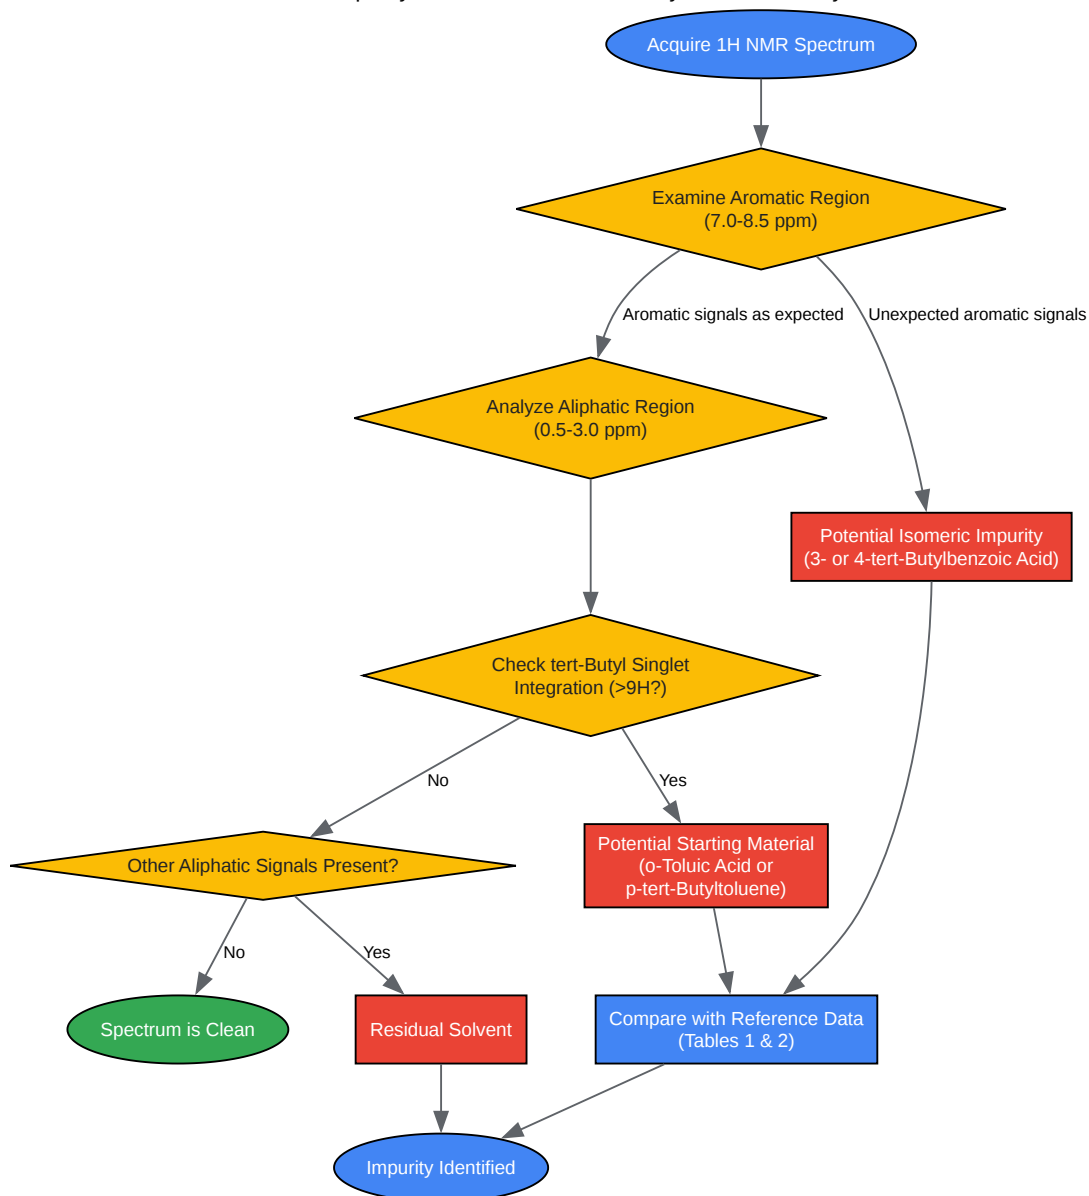 Acquire 1H NMR Spectrum
Examine Aromatic Region
(7.0-8.5 ppm)
Aromatic signals as expected
Unexpected aromatic signals
Analyze Aliphatic Region
(0.5-3.0 ppm)
Potential Isomeric Impurity
(3- or 4-tert-Butylbenzoic Acid)
Check tert-Butyl Singlet
Integration (>9H?)
No
Yes
Other Aliphatic Signals Present?
Potential Starting Material
(o-Toluic Acid or
p-tert-Butyltoluene)
No
Yes
Spectrum is Clean
Residual Solvent
Compare with Reference Data
(Tables 1 & 2)
Impurity Identified